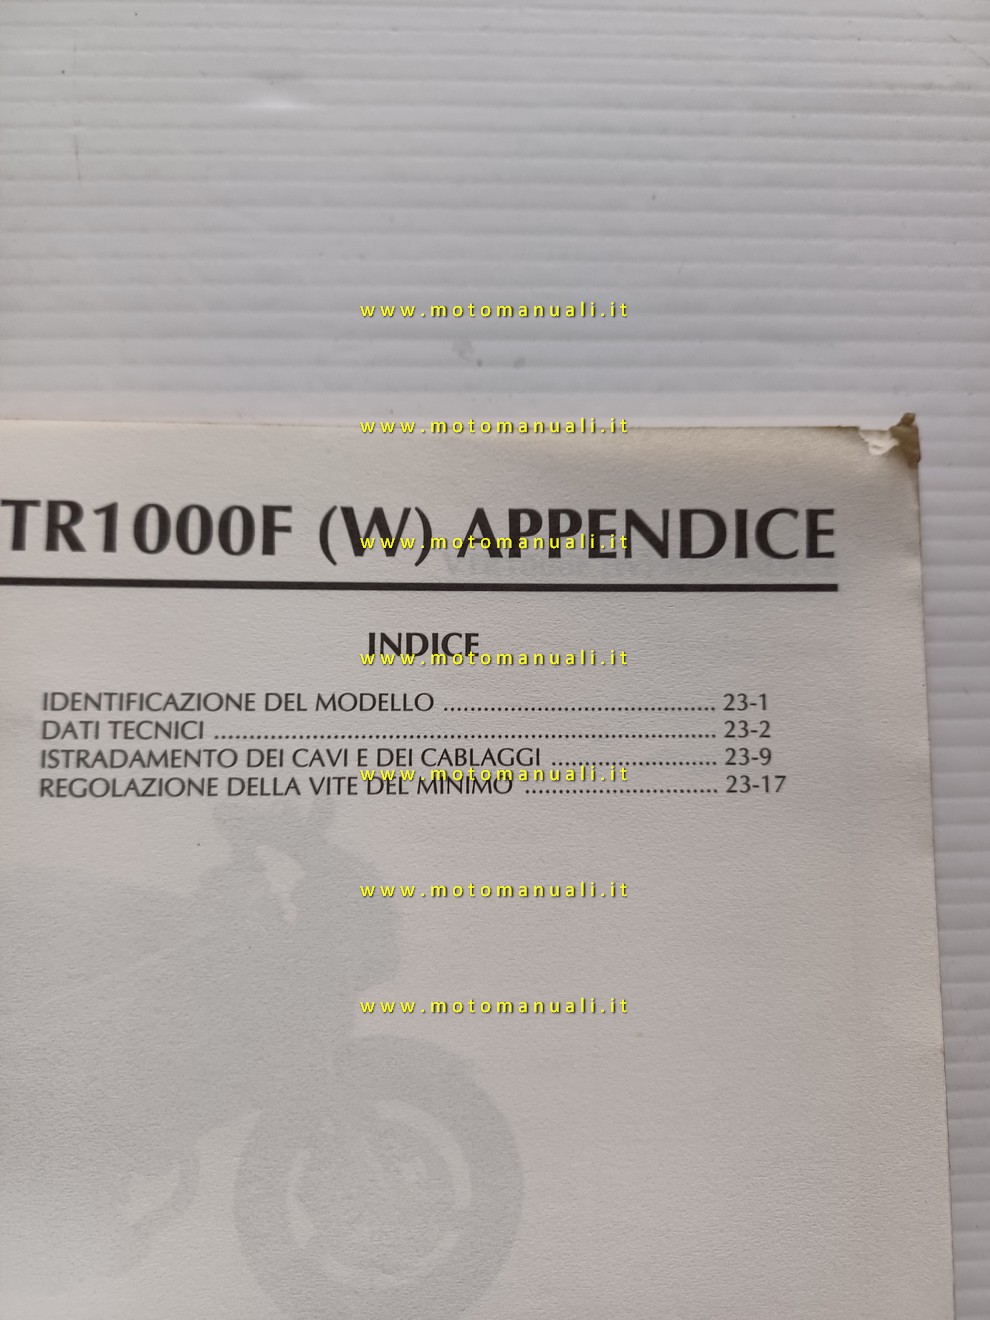 www.motomanuali.it
www.motomanuali.it
TR1000F (W) APPENDICE
www.motomanuali.it
INDICE
www.motomanuali.it
IDENTIFICAZIONE DEL MODELLO ......................................... 23-1
DATI TECNICI ............................................................................ 23-2
ISTRADAMENTO DEI CAVI E DEI CABLAGGI ......................... 23-9
www.motomanuali.it
REGOLAZIONE DELLA VITE DEL MINIMO ............................. 23-17
www.motomanuali.it
www.motomanuali.it